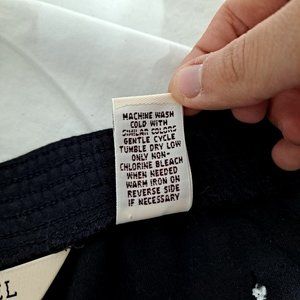 MACHINE WASH
COLD WITH
SIMILAR COLORS
GENTLE CYCLE
TUMBLE DRY LOW
ONLY NON-
CHLORINE BLEACH
WHEN NEEDED
WARM IRON ON
REVERSE SIDE
IF NECESSARY
EL